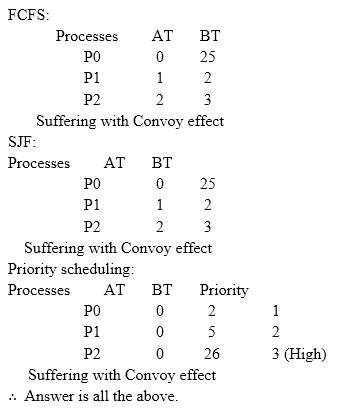 FCFS:
Processes AT BT
P0 0 25
P1 1 2
P2 2 3
Suffering with Convoy effect
SJF:
Processes AT BT
P0 0 25
P1 1 2
P2 2 3
Suffering with Convoy effect
Priority scheduling:
Processes AT BT Priority
P0 0 2 1
P1 0 5 2
P2 0 26 3 (High)
Suffering with Convoy effect
∴ Answer is all the above.